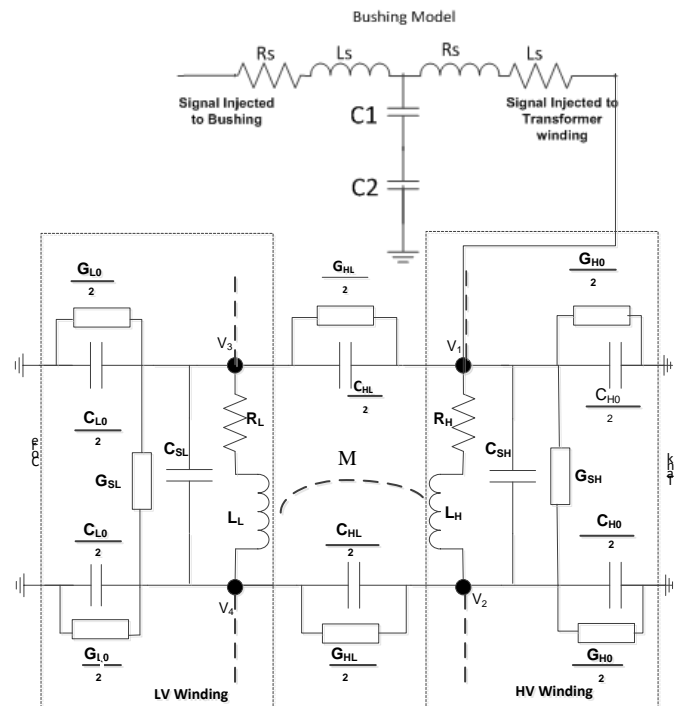 Bushing Model
Rs Ls Rs Ls
Signal Injected
to Bushing
Signal Injected to
Transformer
winding
C1
C2
GL0
2
GHL
2
GH0
2
V3
V1
CL0
2
CHL
2
CH0
2
RL
RH
CSL
CSH
GSL
GSH
Core
Tank
M
LL
LH
CL0
2
CHL
2
CH0
2
V4
V2
GL0
2
GHL
2
GH0
2
LV Winding
HV Winding